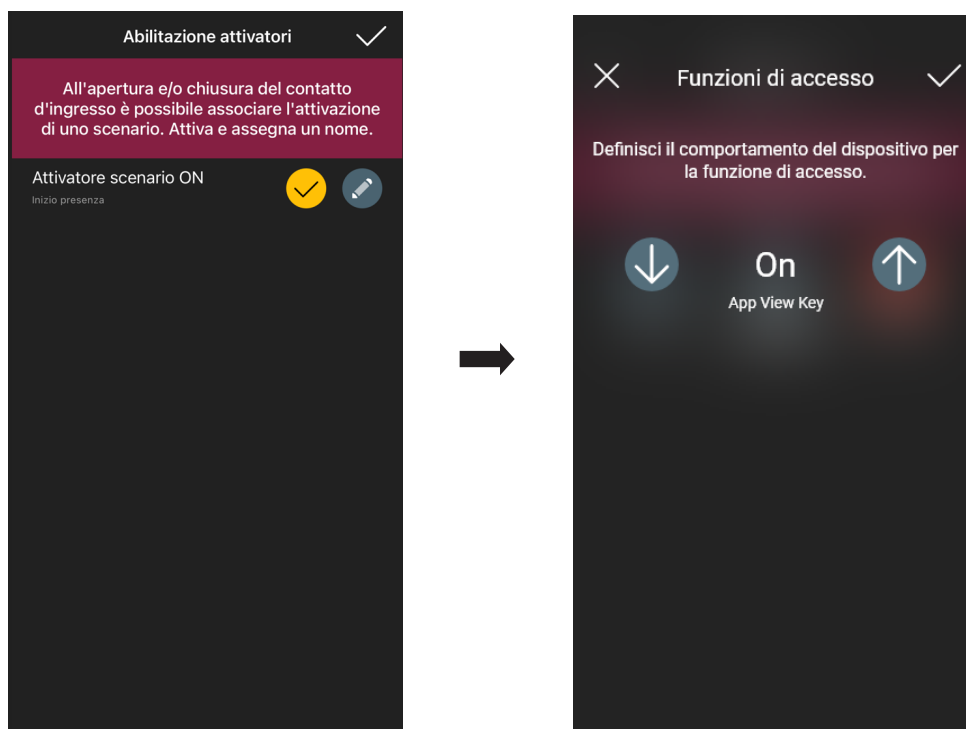 Abilitazione attivatori
All'apertura e/o chiusura del contatto
d'ingresso è possibile associare l'attivazione
di uno scenario. Attiva e assegna un nome.
Attivatore scenario ON
Inizio presenza
Funzioni di accesso
Definisci il comportamento del dispositivo per
la funzione di accesso.
On
App View Key